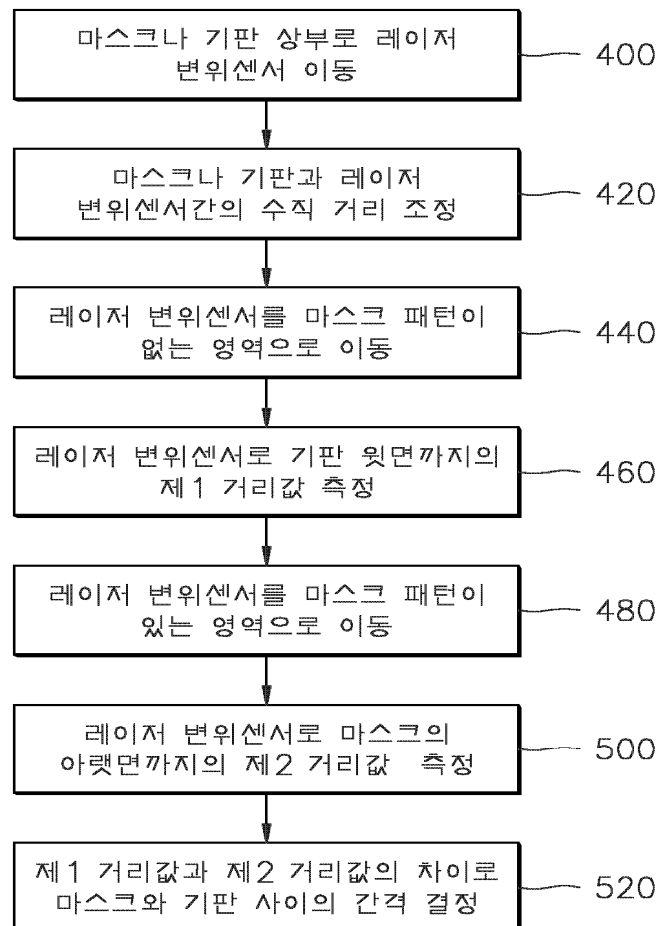 마스크나 기판 상부로 레이저
변위센서 이동
400
마스크나 기판과 레이저
변위센서간의 수직 거리 조정
420
레이저 변위센서를 마스크 패턴이
없는 영역으로 이동
440
레이저 변위센서로 기판 윗면까지의
제1 거리값 측정
460
레이저 변위센서를 마스크 패턴이
있는 영역으로 이동
480
레이저 변위센서로 마스크의
아랫면까지의 제2 거리값 측정
500
제1 거리값과 제2 거리값의 차이로
마스크와 기판 사이의 간격 결정
520